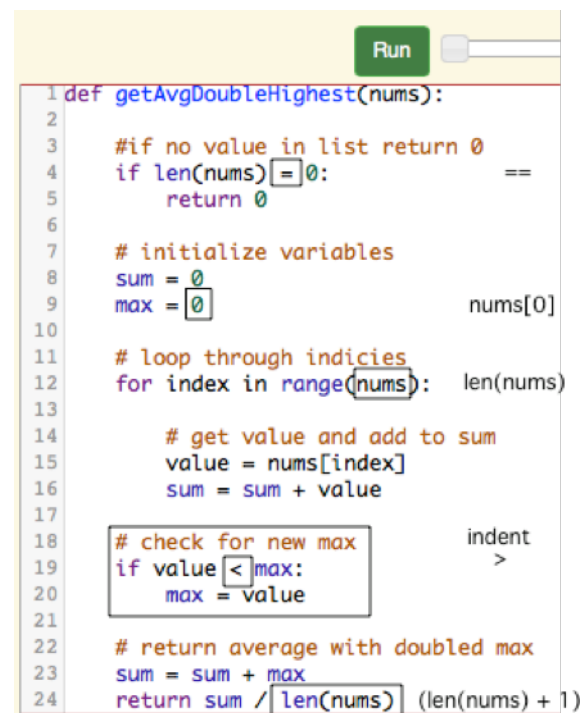 Run
1 def getAvgDoubleHighest(nums):
2
3 #if no value in list return 0
4 if len(nums) = 0: ==
5 return 0
6
7 # initialize variables
8 sum = 0
9 max = 0 nums[0]
10
11 # loop through indicies
12 for index in range(nums): len(nums)
13
14 # get value and add to sum
15 value = nums[index]
16 sum = sum + value
17
18 # check for new max indent
19 if value < max: >
20 max = value
21
22 # return average with doubled max
23 sum = sum + max
24 return sum / len(nums) (len(nums) + 1)